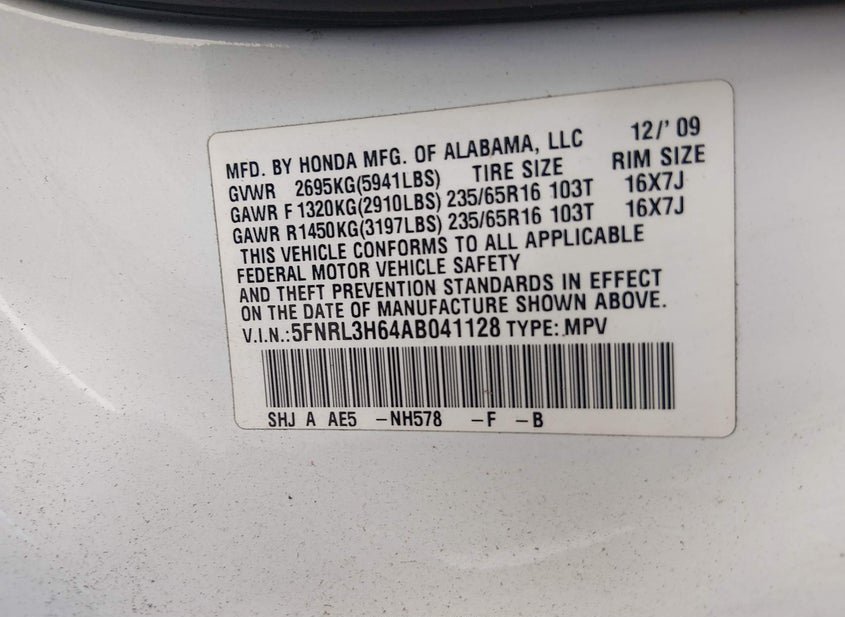 MFD. BY HONDA MFG. OF ALABAMA, LLC 12/' 09
GVWR 2695KG(5941LBS) TIRE SIZE RIM SIZE
GAWR F 1320KG(2910LBS) 235/65R16 103T 16X7J
GAWR R1450KG(3197LBS) 235/65R16 103T 16X7J
THIS VEHICLE CONFORMS TO ALL APPLICABLE
FEDERAL MOTOR VEHICLE SAFETY
AND THEFT PREVENTION STANDARDS IN EFFECT
ON THE DATE OF MANUFACTURE SHOWN ABOVE.
V.I.N.:5FNRL3H64AB041128 TYPE: MPV
SHJ A AE5 -NH578 -F -B